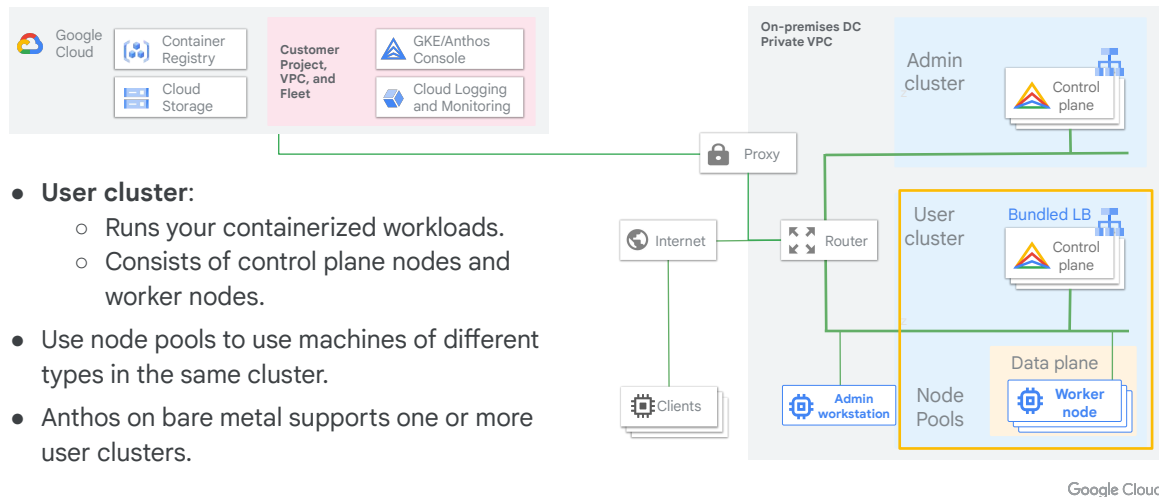 Google
Cloud
Container
Registry
Cloud
Storage
Customer
Project,
VPC, and
Fleet
GKE/Anthos
Console
Cloud Logging
and Monitoring
On-premises DC
Private VPC
Admin
cluster
Control
plane
Proxy
● User cluster:
○ Runs your containerized workloads.
○ Consists of control plane nodes and
worker nodes.
● Use node pools to use machines of different
types in the same cluster.
● Anthos on bare metal supports one or more
user clusters.
Internet
Router
User
cluster
Bundled LB
Control
plane
Clients
Admin
workstation
Node
Pools
Data plane
Worker
node
Google Cloud